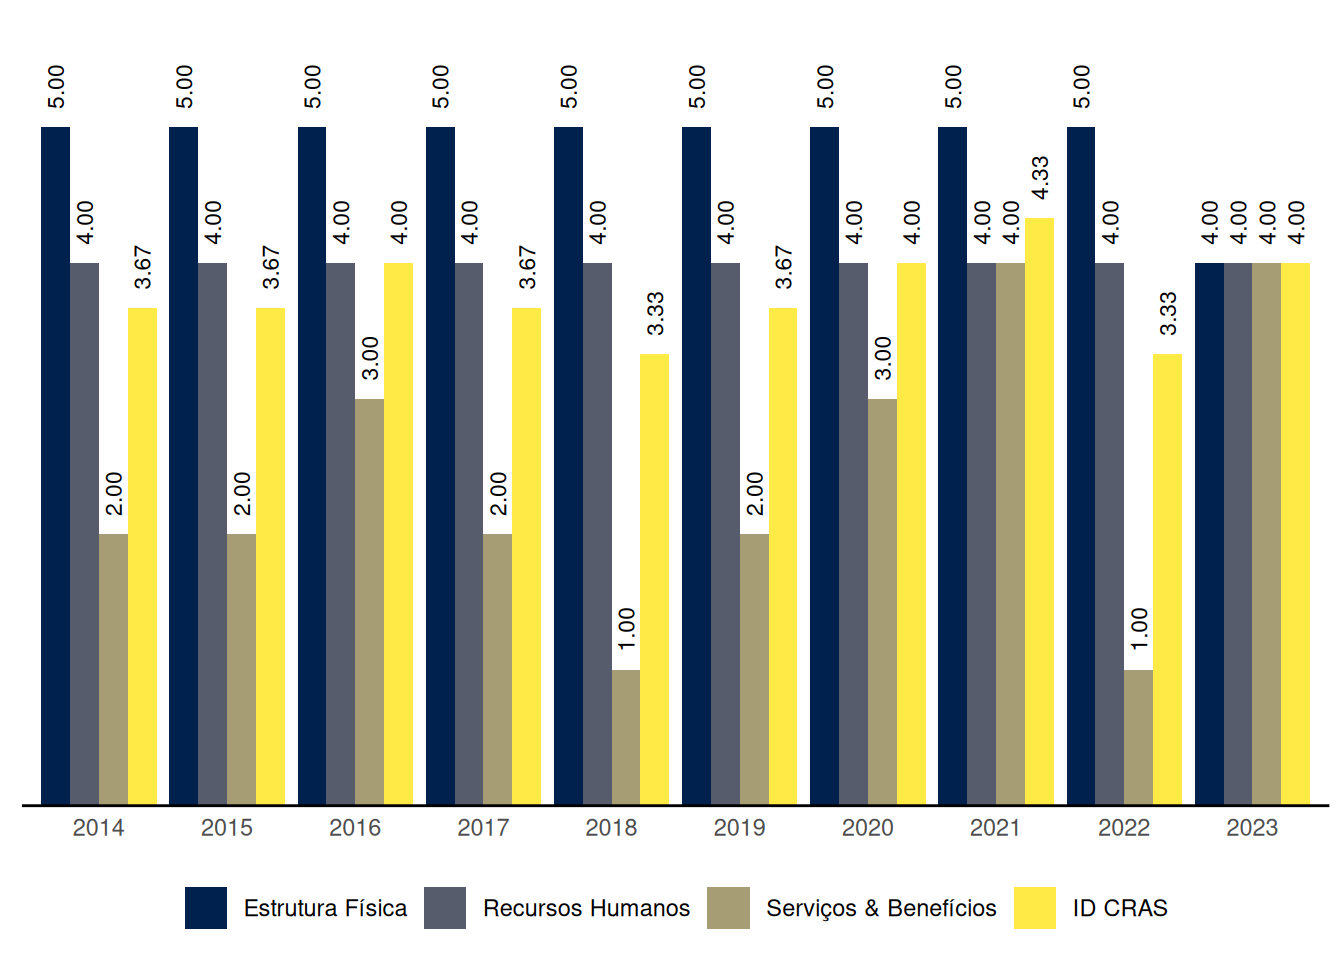 5.00 4.00 2.00 3.67 5.00 4.00 2.00 3.67 5.00 4.00 3.00 4.00 5.00 4.00 2.00 3.67 5.00 4.00 1.00 3.33 5.00 4.00 2.00 3.67 5.00 4.00 3.00 4.00 5.00 4.00 4.00 4.33 5.00 4.00 1.00 3.33 4.00 4.00 4.00 4.00
2014 2015 2016 2017 2018 2019 2020 2021 2022 2023
Estrutura Física Recursos Humanos Serviços & Benefícios ID CRAS